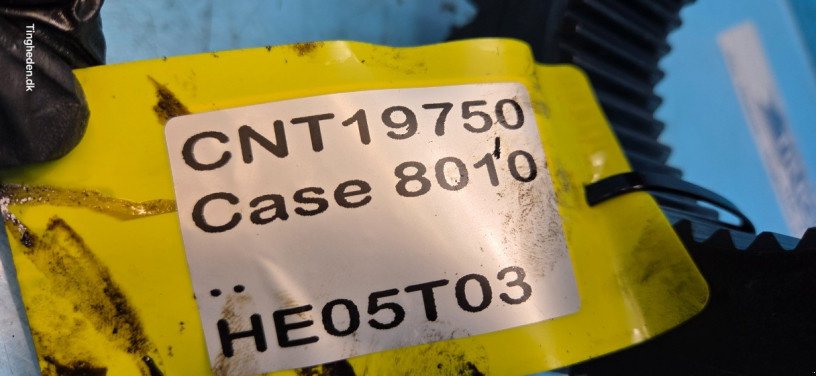 Tingheden.dk
CNT19750
Case 8010
..
HE05T03